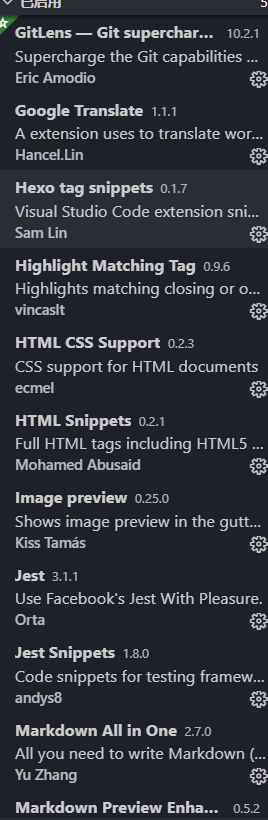 已启用 5
GitLens — Git superchar... 10.2.1
Supercharge the Git capabilities ...
Eric Amodio
Google Translate 1.1.1
A extension uses to translate wor...
Hancel.Lin
Hexo tag snippets 0.1.7
Visual Studio Code extension sni...
Sam Lin
Highlight Matching Tag 0.9.6
Highlights matching closing or o...
vincaslt
HTML CSS Support 0.2.3
CSS support for HTML documents
ecmel
HTML Snippets 0.2.1
Full HTML tags including HTML5 ...
Mohamed Abusaid
Image preview 0.25.0
Shows image preview in the gutt...
Kiss Tamás
Jest 3.1.1
Use Facebook's Jest With Pleasure.
Orta
Jest Snippets 1.8.0
Code snippets for testing framew...
andys8
Markdown All in One 2.7.0
All you need to write Markdown (...
Yu Zhang
Markdown Preview Enha... 0.5.2